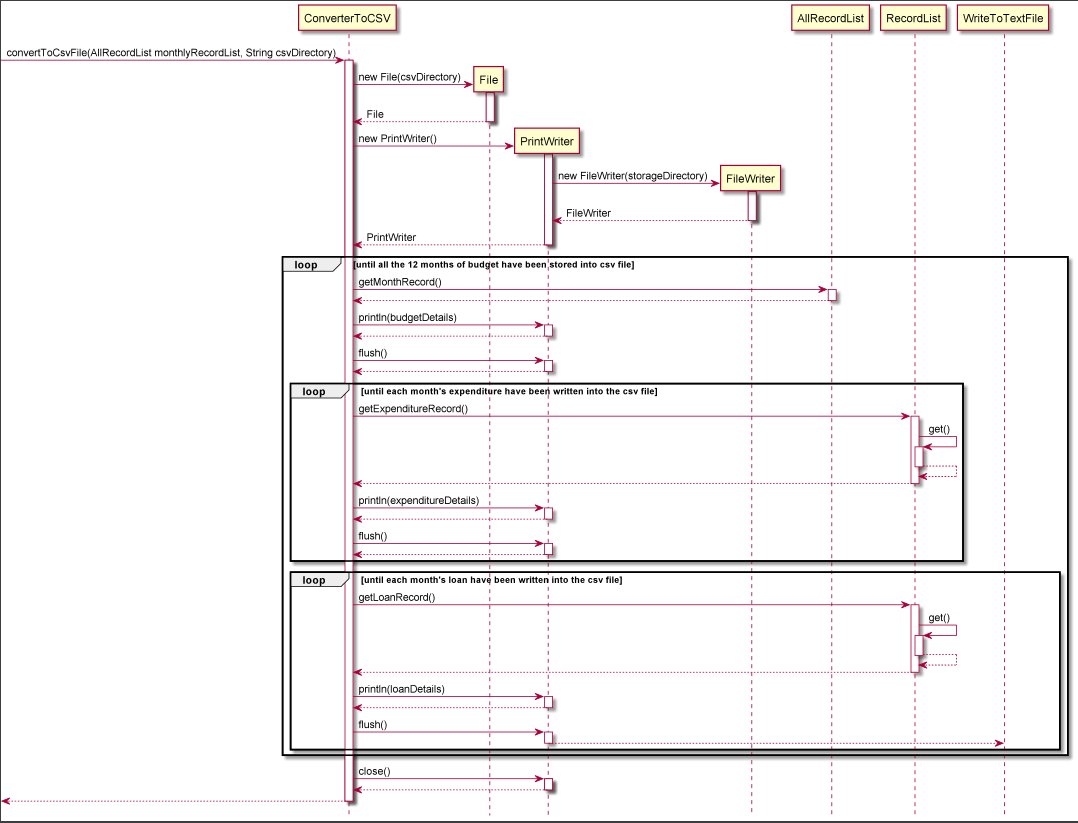 ConverterToCSV
AllRecordList
RecordList
WriteToTextFile
convertToCsvFile(AllRecordList monthlyRecordList, String csvDirectory)
new File(csvDirectory)
File
File
new PrintWriter()
PrintWriter
new FileWriter(storageDirectory)
FileWriter
FileWriter
PrintWriter
loop [until all the 12 months of budget have been stored into csv file]
getMonthRecord()
println(budgetDetails)
flush()
loop [until each month's expenditure have been written into the csv file]
getExpenditureRecord()
get()
println(expenditureDetails)
flush()
loop [until each month's loan have been written into the csv file]
getLoanRecord()
get()
println(loanDetails)
flush()
close()